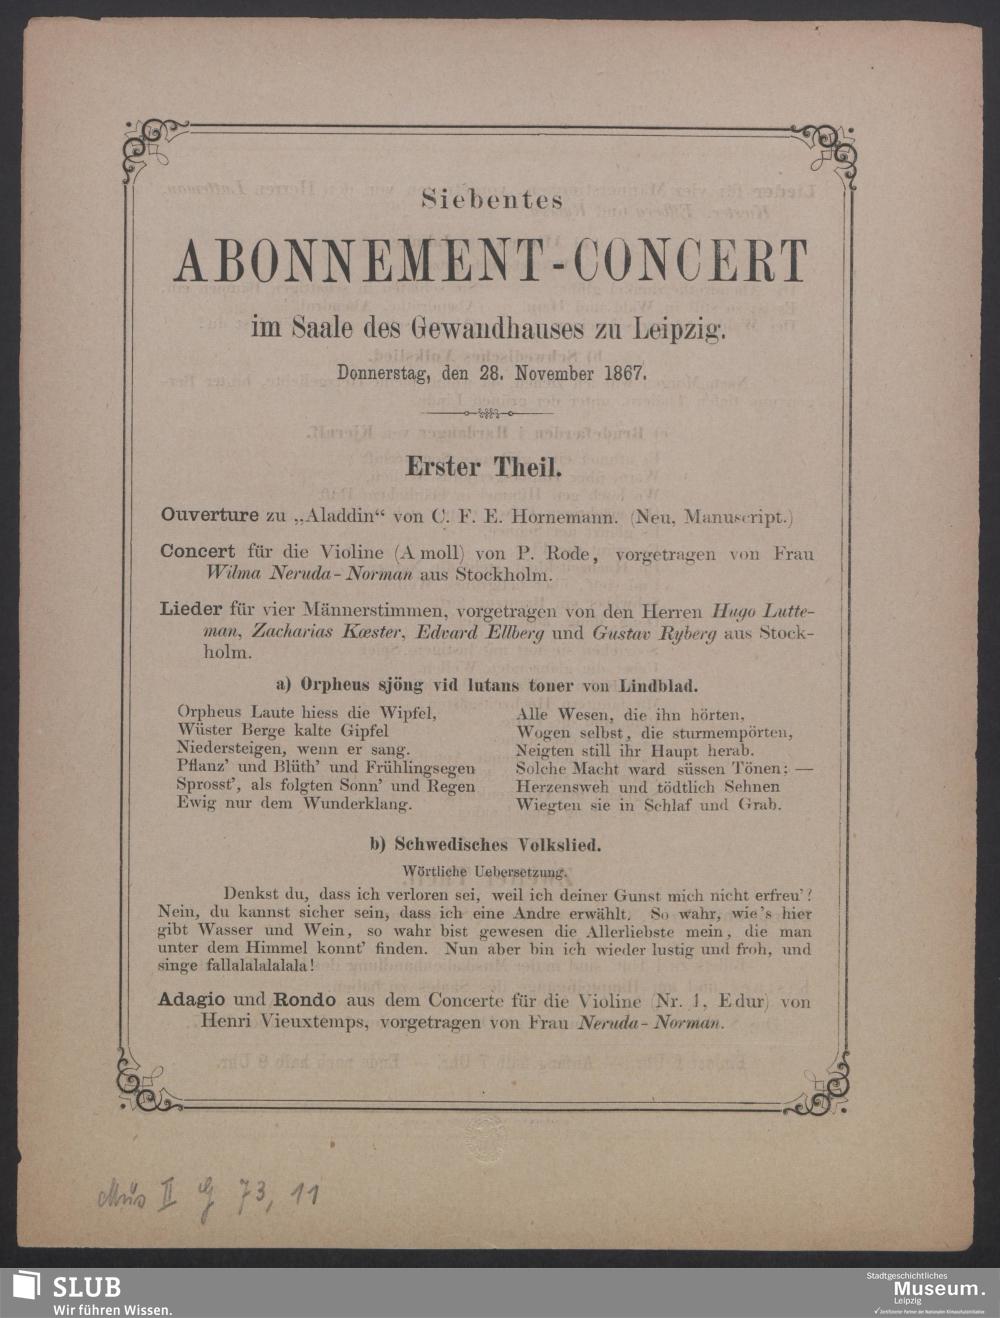 Siebentes
ABONNEMENT-CONCERT
im Saale des Gewandhauses zu Leipzig.
Donnerstag, den 28. November 1867.
Erster Theil.
Ouverture zu „Aladdin“ von C. F. E. Hornemann. (Neu, Manuscript.)
Concert für die Violine (A moll) von P. Rode, vorgetragen von Frau
Wilma Neruda-Norman aus Stockholm.
Lieder für vier Männerstimmen, vorgetragen von den Herren Hugo Lutte-
man, Zacharias Kœster, Edvard Ellberg und Gustav Ryberg aus Stock-
holm.
a) Orpheus sjöng vid lutans toner von Lindblad.
Orpheus Laute hiess die Wipfel,
Wüster Berge kalte Gipfel
Niedersteigen, wenn er sang.
Pflanz' und Blüth' und Frühlingsegen
Sprosst', als folgten Sonn' und Regen
Ewig nur dem Wunderklang.
Alle Wesen, die ihn hörten,
Wogen selbst, die sturmempörten,
Neigten still ihr Haupt herab.
Solche Macht ward süssen Tönen; —
Herzensweh und tödtlich Sehnen
Wiegten sie in Schlaf und Grab.
b) Schwedisches Volkslied.
Wörtliche Uebersetzung.
Denkst du, dass ich verloren sei, weil ich deiner Gunst mich nicht erfreu'?
Nein, du kannst sicher sein, dass ich eine Andre erwählt. So wahr, wie's hier
gibt Wasser und Wein, so wahr bist gewesen die Allerliebste mein, die man
unter dem Himmel konnt' finden. Nun aber bin ich wieder lustig und froh, und
singe fallalalalalala!
Adagio und Rondo aus dem Concerte für die Violine (Nr. 1, E dur) von
Henri Vieuxtemps, vorgetragen von Frau Neruda-Norman.
Mus II G 73, 11
SLUB
Wir führen Wissen.
Stadtgeschichtliches
Museum.
Leipzig
Zertifizierter Partner der Nationalen Klimaschutzinitiative